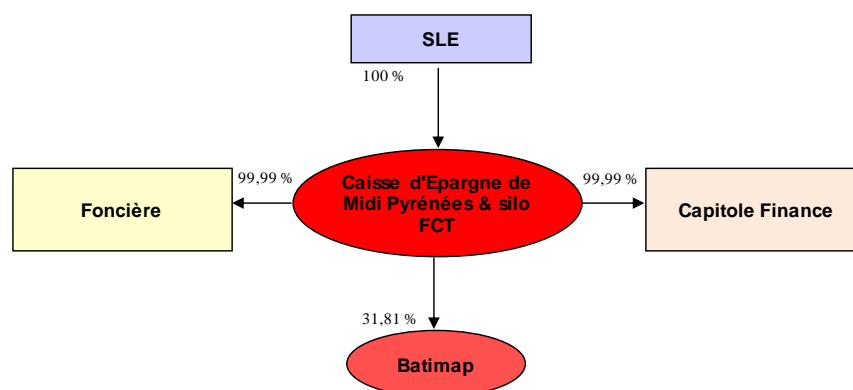 SLE
100 %
99,99 %
Caisse d'Epargne de
Midi Pyrénées & silo
FCT
99,99 %
Foncière
Capitole Finance
31,81 %
Batimap